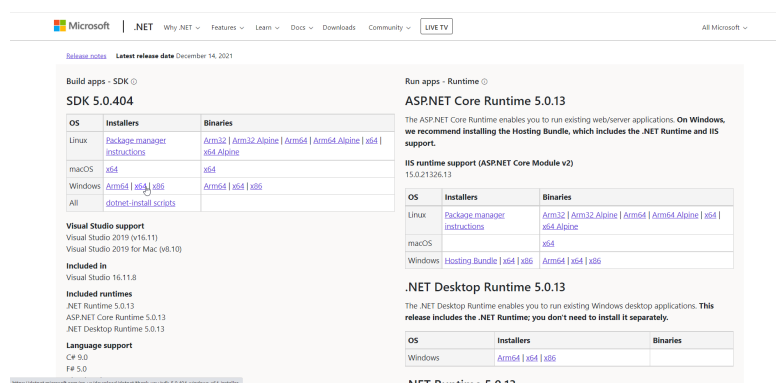 Microsoft .NET Why .NET Features Learn Docs Downloads Community LIVE TV All Microsoft
Release notes Latest release date December 14, 2021
Build apps - SDK
SDK 5.0.404
OS Installers Binaries
Linux Package manager instructions Arm32 | Arm32 Alpine | Arm64 | Arm64 Alpine | x64 | x64 Alpine
macOS x64 x64
Windows Arm64 | x64 | x86 Arm64 | x64 | x86
All dotnet-install scripts
Visual Studio support
Visual Studio 2019 (v16.11)
Visual Studio 2019 for Mac (v8.10)
Included in
Visual Studio 16.11.8
Included runtimes
.NET Runtime 5.0.13
ASP.NET Core Runtime 5.0.13
.NET Desktop Runtime 5.0.13
Language support
C# 9.0
F# 5.0
Run apps - Runtime
ASP.NET Core Runtime 5.0.13
The ASP.NET Core Runtime enables you to run existing web/server applications. On Windows,
we recommend installing the Hosting Bundle, which includes the .NET Runtime and IIS
support.
IIS runtime support (ASP.NET Core Module v2)
15.0.21326.13
OS Installers Binaries
Linux Package manager instructions Arm32 | Arm32 Alpine | Arm64 | Arm64 Alpine | x64 | x64 Alpine
macOS x64
Windows Hosting Bundle | x64 | x86 Arm64 | x64 | x86
.NET Desktop Runtime 5.0.13
The .NET Desktop Runtime enables you to run existing Windows desktop applications. This
release includes the .NET Runtime; you don't need to install it separately.
OS Installers Binaries
Windows Arm64 | x64 | x86
.NET Runtime 5.0.13